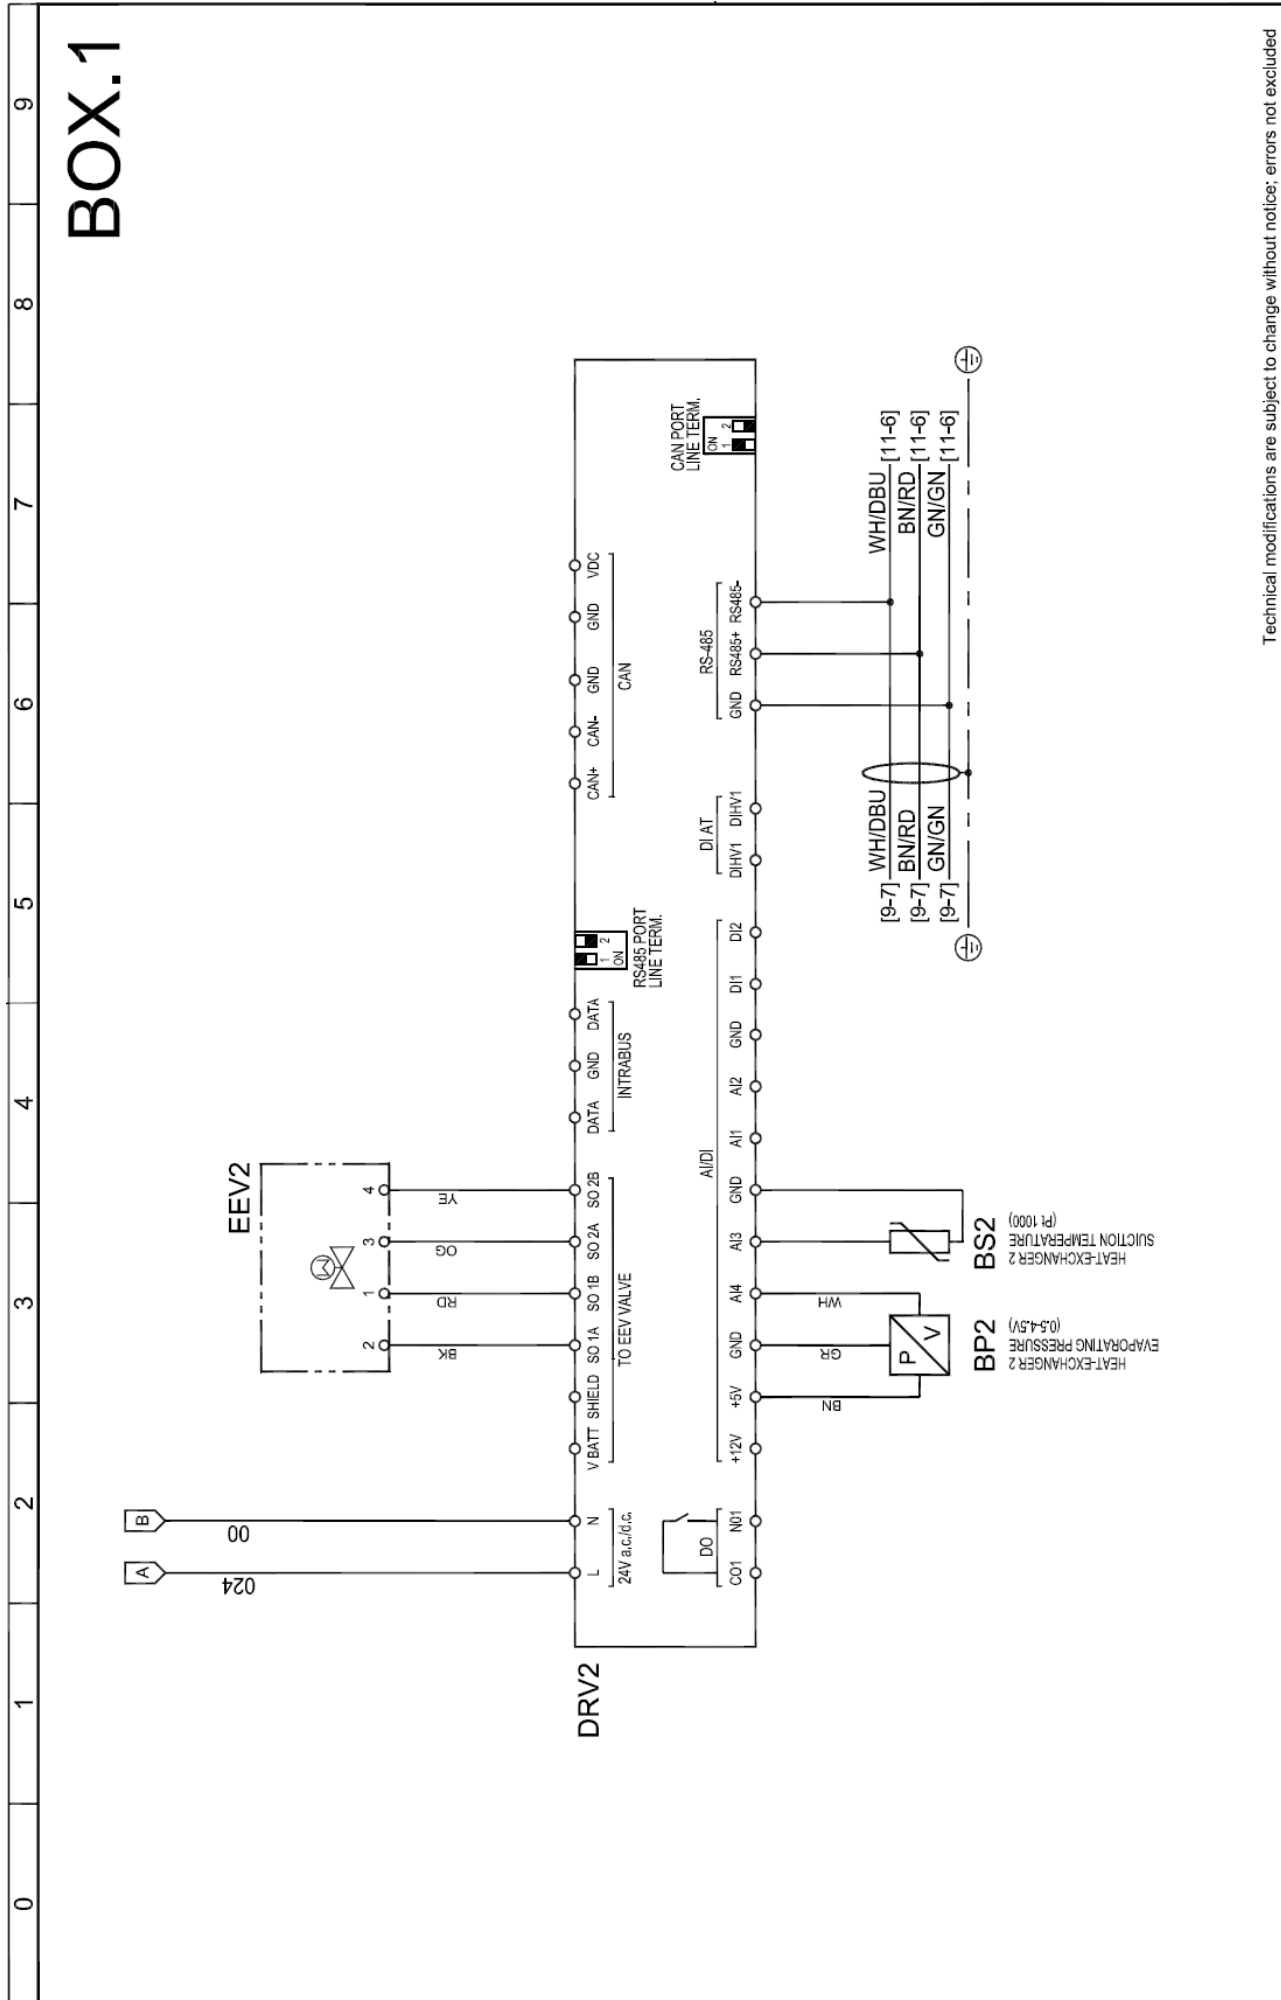 0 1 2 3 4 5 6 7 8 9
BOX.1
A B
024
00
EEV2
2 1 3 4
BK
RD
OG
YE
DRV2
L N V BATT SHIELD SO 1A SO 1B SO 2A SO 2B DATA GND DATA CAN+ CAN- GND GND VDC
24V a.c./d.c.
TO EEV VALVE
INTRABUS
1 2
ON
RS485 PORT
LINE TERM.
CAN
CAN PORT
LINE TERM.
ON
1 2
DO
AI/DI
DI AT
RS-485
CO1 N01 +12V +5V GND AI4 AI3 GND AI1 AI2 GND DI1 DI2 DIHV1 DIHV1 GND RS485+ RS485-
BN
GR
WH
P
V
BP2
HEAT-EXCHANGER 2
EVAPORATING PRESSURE
(0.5-4.5V)
BS2
HEAT-EXCHANGER 2
SUICTION TEMPERATURE
(Pt 1000)
[9-7] WH/DBU WH/DBU [11-6]
[9-7] BN/RD BN/RD [11-6]
[9-7] GN/GN GN/GN [11-6]
Technical modifications are subject to change without notice; errors not excluded